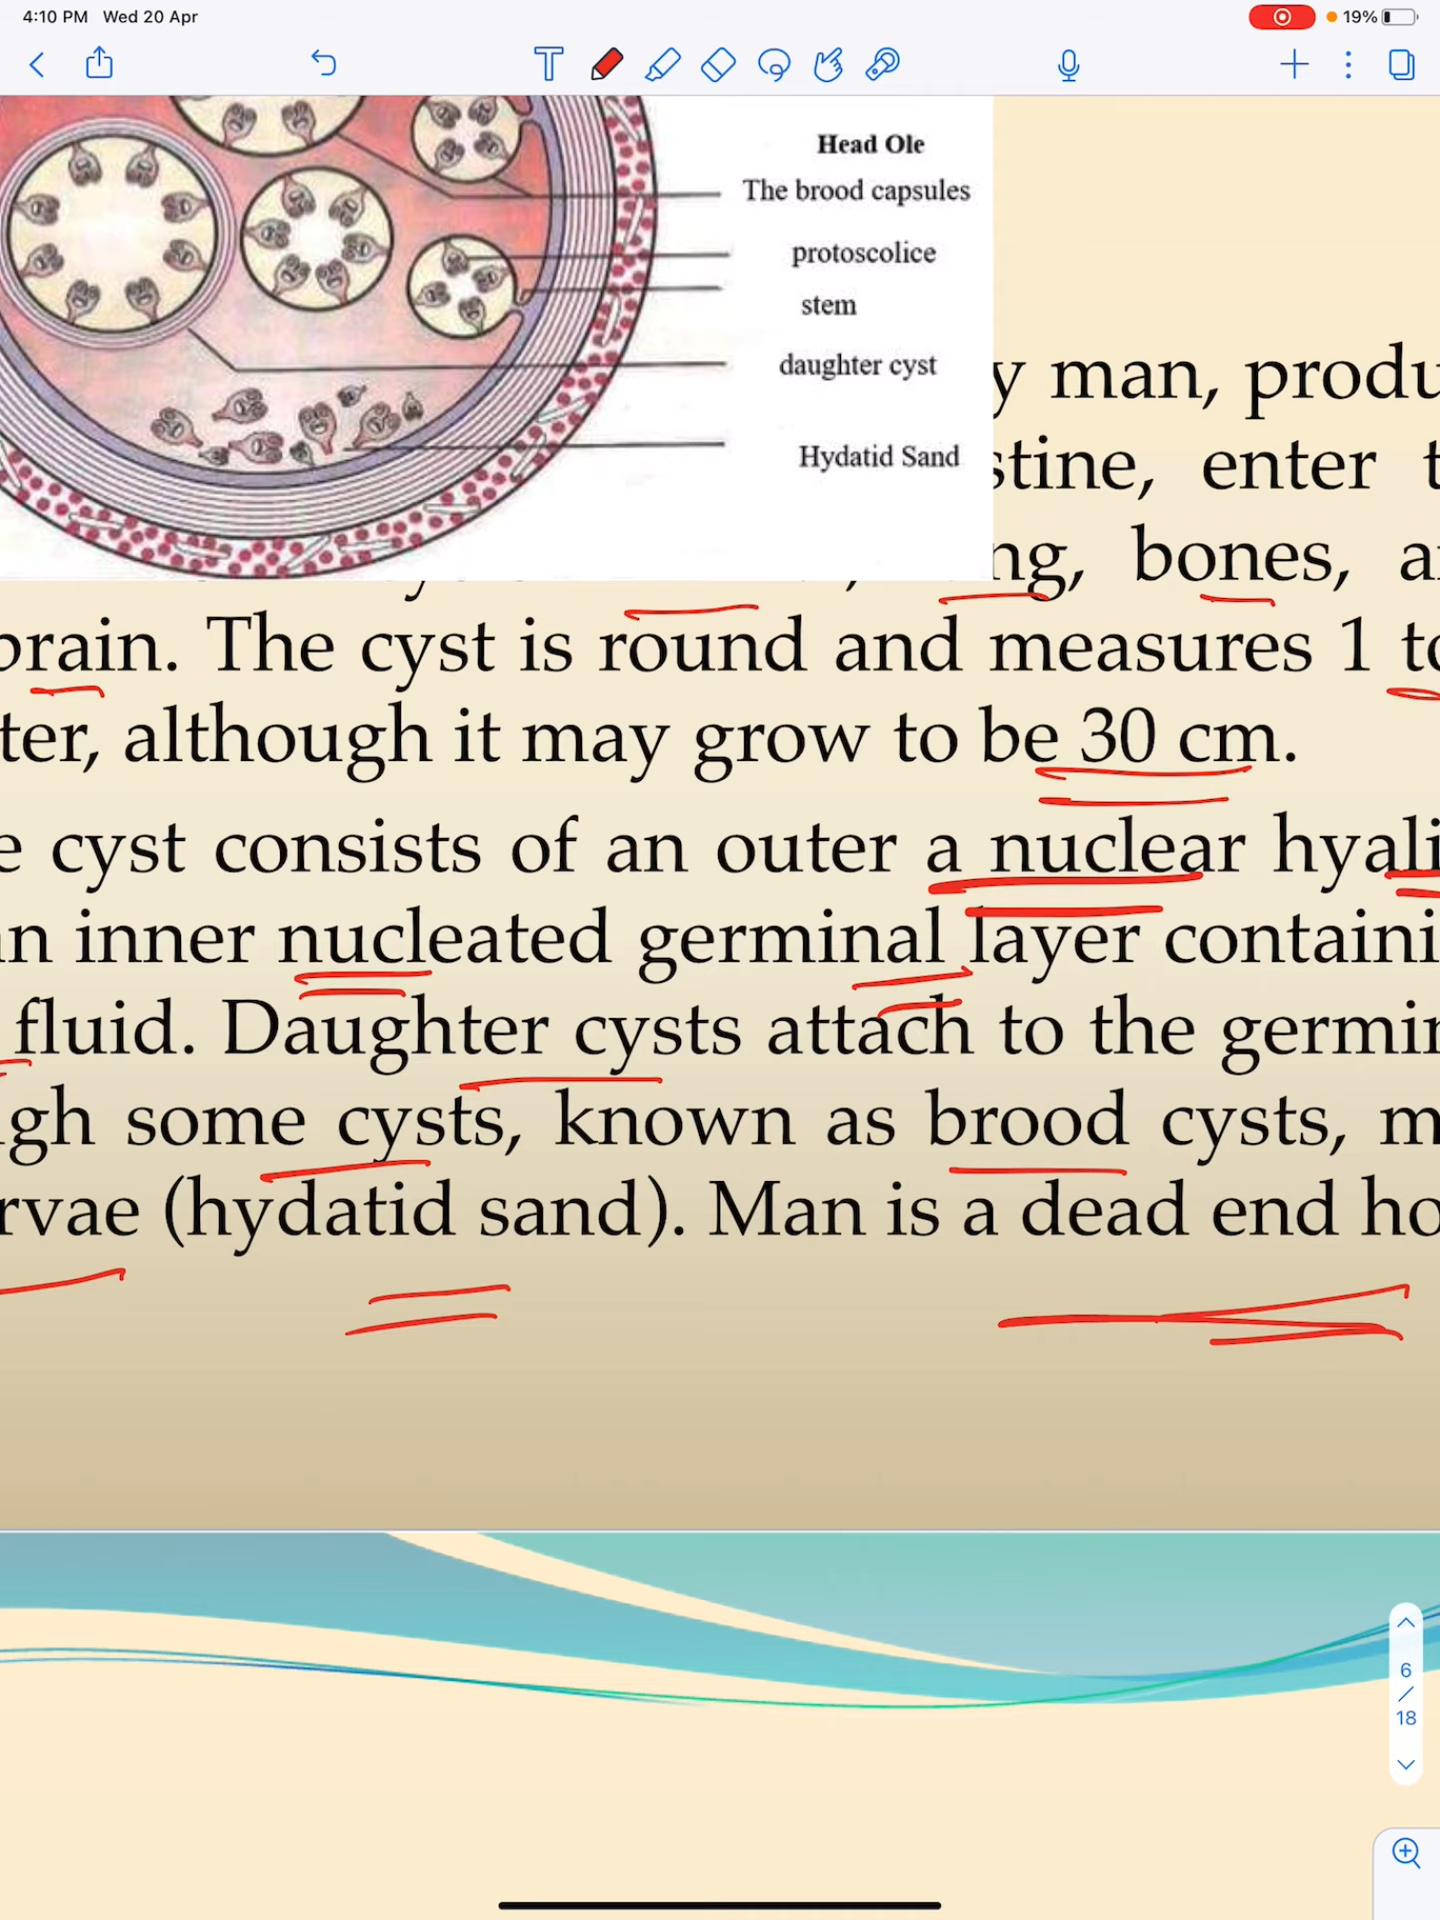 4:10 PM Wed 20 Apr
19%
Head Ole
The brood capsules
protoscolice
stem
daughter cyst
Hydatid Sand
y man, produ
stine, enter t
ng, bones, a
brain. The cyst is round and measures 1 to
ter, although it may grow to be 30 cm.
e cyst consists of an outer a nuclear hyali
an inner nucleated germinal layer containi
fluid. Daughter cysts attach to the germin
gh some cysts, known as brood cysts, m
rvae (hydatid sand). Man is a dead end ho
6
/
18